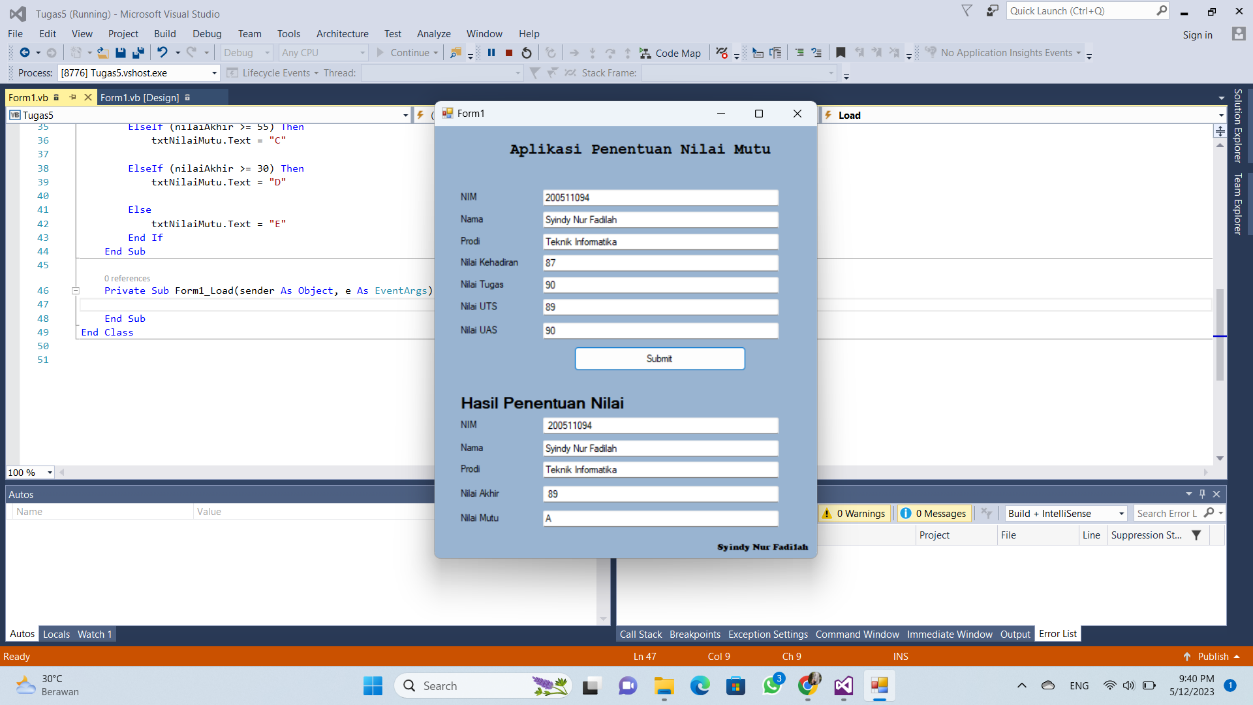 Tugas5 (Running) - Microsoft Visual Studio
Quick Launch (Ctrl+Q)
File Edit View Project Build Debug Team Tools Architecture Test Analyze Window Help
Sign in
Debug Any CPU Continue Code Map No Application Insights Events
Process: [8776] Tugas5.vshost.exe Lifecycle Events Thread: Stack Frame:
Form1.vb Form1.vb [Design]
Tugas5
Load
35 ElseIf (nilaiAkhir >= 55) Then
36 txtNilaiMutu.Text = "C"
37
38 ElseIf (nilaiAkhir >= 30) Then
39 txtNilaiMutu.Text = "D"
40
41 Else
42 txtNilaiMutu.Text = "E"
43 End If
44 End Sub
45
0 references
46 Private Sub Form1_Load(sender As Object, e As EventArgs)
47
48 End Sub
49 End Class
50
51
100 %
Form1
Aplikasi Penentuan Nilai Mutu
NIM 200511094
Nama Syindy Nur Fadilah
Prodi Teknik Informatika
Nilai Kehadiran 87
Nilai Tugas 90
Nilai UTS 89
Nilai UAS 90
Submit
Hasil Penentuan Nilai
NIM 200511094
Nama Syindy Nur Fadilah
Prodi Teknik Informatika
Nilai Akhir 89
Nilai Mutu A
Syindy Nur Fadilah
Solution Explorer
Team Explorer
Autos
Name Value
0 Warnings 0 Messages Build + IntelliSense Search Error L
Project File Line Suppression St...
Autos Locals Watch 1
Call Stack Breakpoints Exception Settings Command Window Immediate Window Output Error List
Ready Ln 47 Col 9 Ch 9 INS Publish
30°C
Berawan
Search
3
ENG
9:40 PM
5/12/2023
1